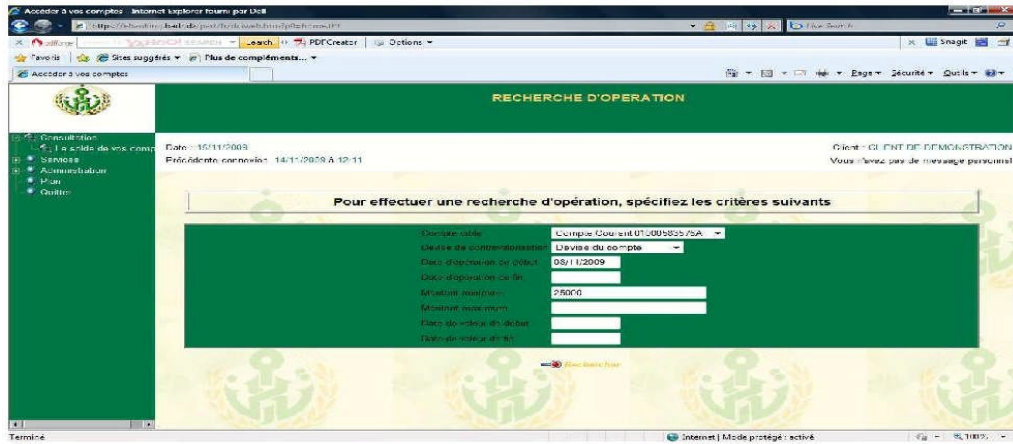 Accéder à vos comptes - Internet Explorer fourni par Dell
Live Search
Search
PDFCreator
Options
Snagit
Favoris
Sites suggérés
Plus de compléments...
Accéder à vos comptes
Page
Sécurité
Outils
RECHERCHE D'OPERATION
Consultation
Le solde de vos comp
Services
Administration
Plan
Quitter
Date : 15/11/2009
Client : CLIENT DE DEMONSTRATION
Précédente connexion 14/11/2009 à 12:11
Vous n'avez pas de message personnel
Pour effectuer une recherche d'opération, spécifiez les critères suivants
Compte cible
Compte Courant
Devise de contrevalorisation
Devise du compte
Date d'opération de début
Date d'opération de fin
Montant minimum
25000
Montant maximum
Date de valeur de début
Date de valeur de fin
Rechercher
Terminé
Internet | Mode protégé : activé
100%